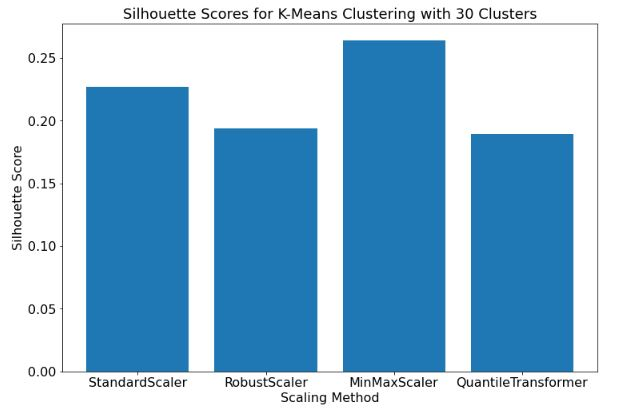 Silhouette Scores for K-Means Clustering with 30 Clusters
0.25
0.20
0.15
0.10
0.05
0.00
Silhouette Score
StandardScaler RobustScaler MinMaxScaler QuantileTransformer
Scaling Method